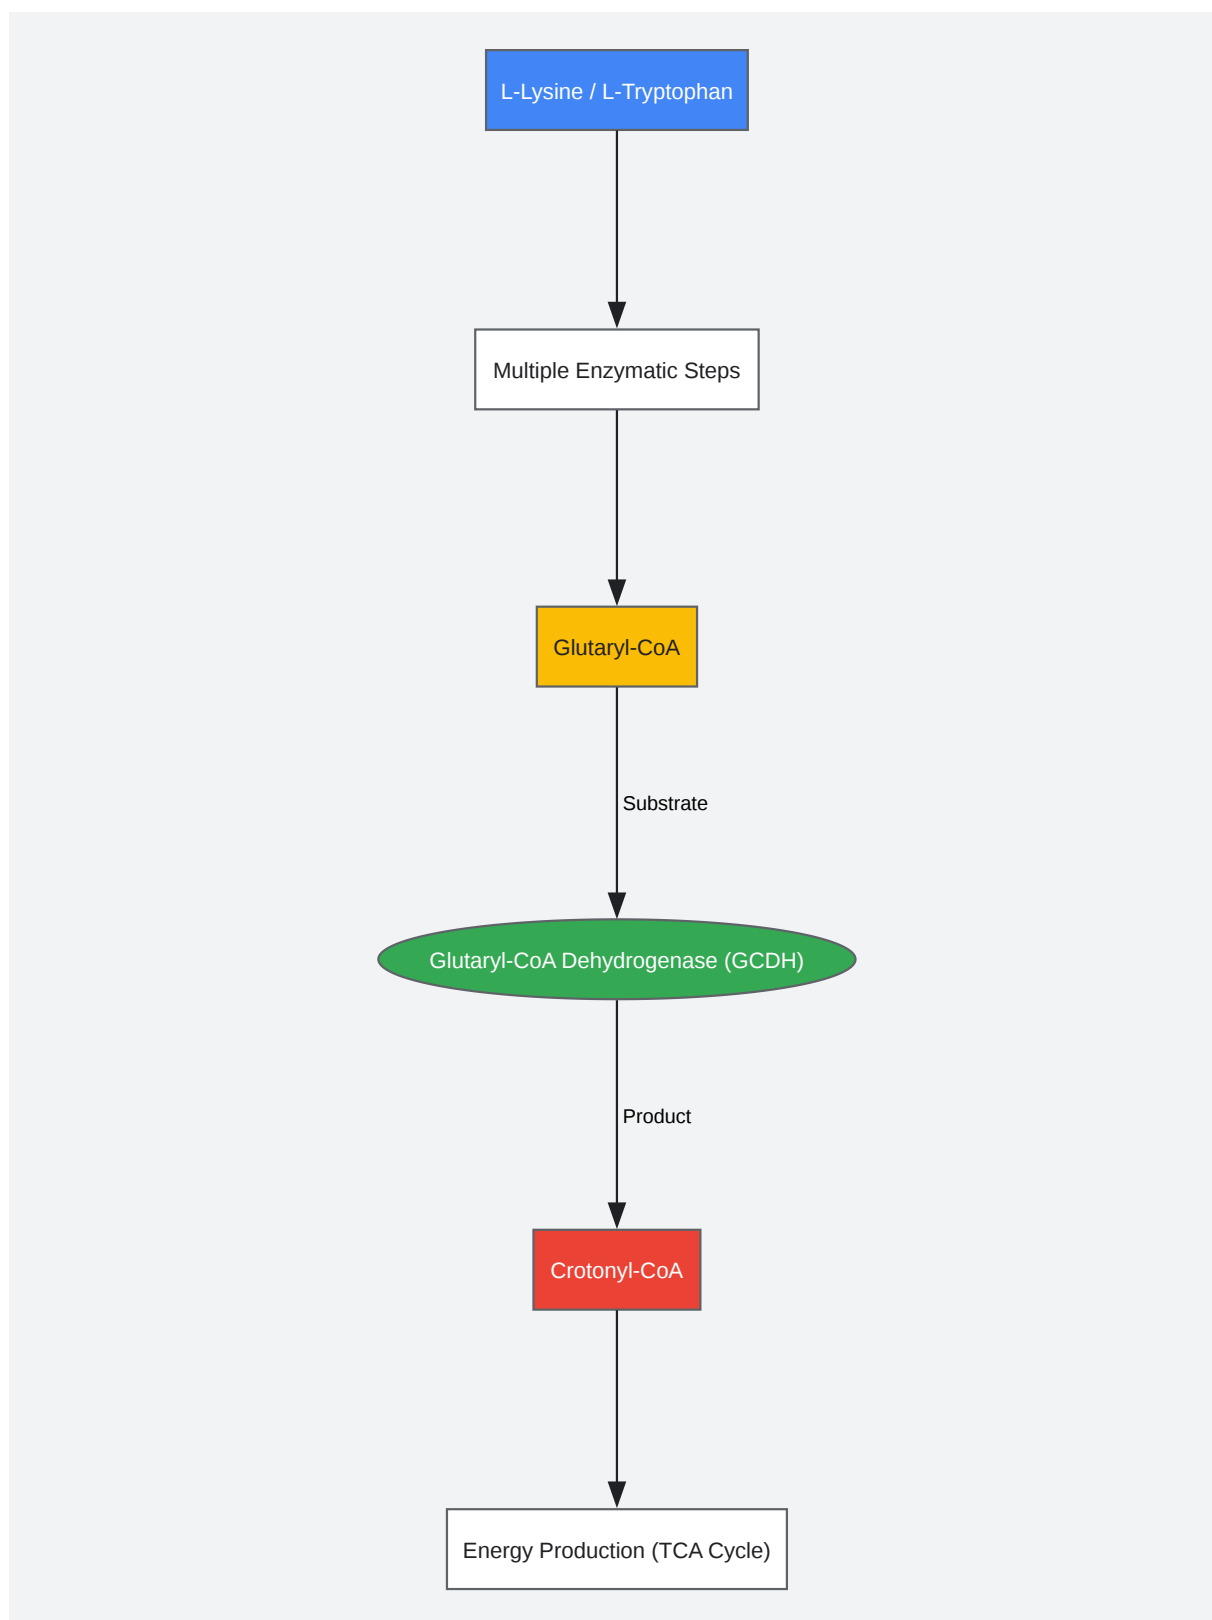 L-Lysine / L-Tryptophan
Multiple Enzymatic Steps
Glutaryl-CoA
Substrate
Glutaryl-CoA Dehydrogenase (GCDH)
Product
Crotonyl-CoA
Energy Production (TCA Cycle)